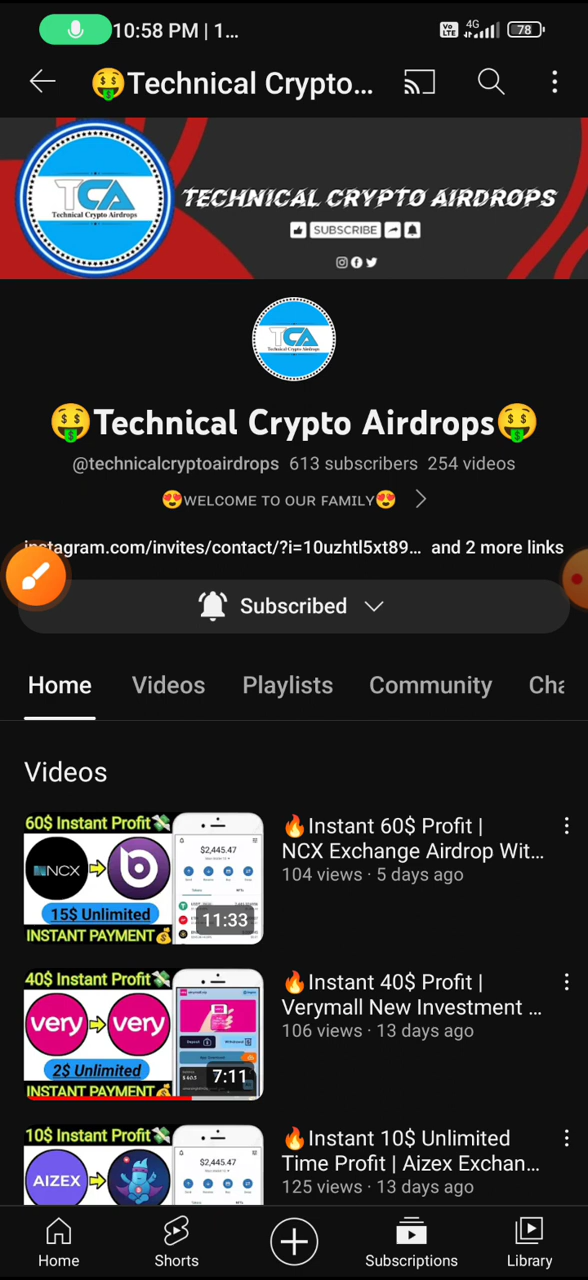 10:58 PM | 1...
Vo LTE 4G 78
🤑Technical Crypto...
TCA
Technical Crypto Airdrops
TECHNICAL CRYPTO AIRDROPS
SUBSCRIBE
TCA
Technical Crypto Airdrops
🤑Technical Crypto Airdrops🤑
@technicalcryptoairdrops 613 subscribers 254 videos
😍WELCOME TO OUR FAMILY😍
instagram.com/invites/contact/?i=10uzhtl5xt89... and 2 more links
Subscribed
Home Videos Playlists Community Cha
Videos
60$ Instant Profit💸
NCX
$2,445.47
15$ Unlimited
INSTANT PAYMENT💰
11:33
🔥Instant 60$ Profit |
NCX Exchange Airdrop Wit...
104 views · 5 days ago
40$ Instant Profit💸
very very
2$ Unlimited
INSTANT PAYMENT💰
7:11
🔥Instant 40$ Profit |
Verymall New Investment ...
106 views · 13 days ago
10$ Instant Profit💸
AIZEX
$2,445.47
🔥Instant 10$ Unlimited
Time Profit | Aizex Exchan...
125 views · 13 days ago
Home Shorts Subscriptions Library